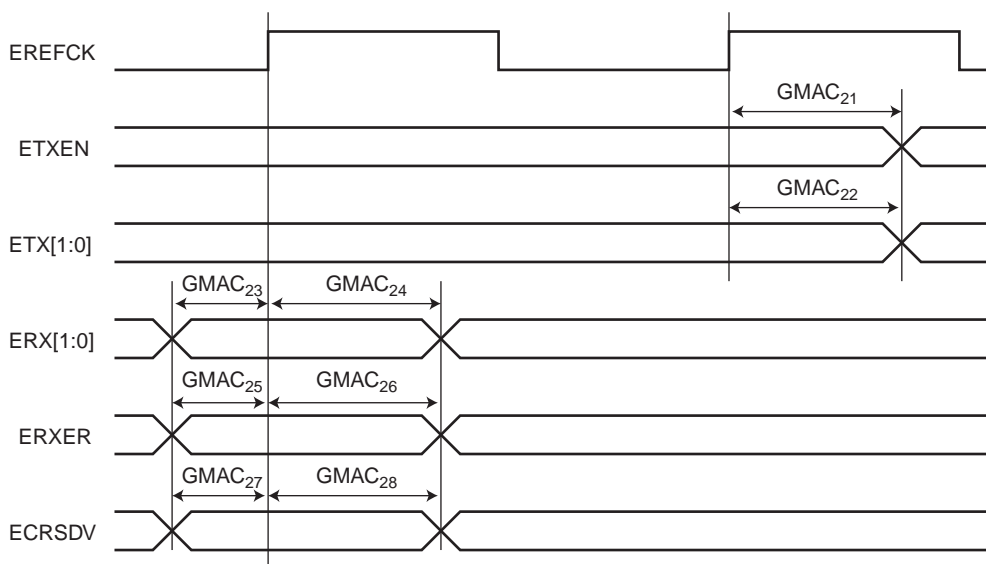 EREFCK
GMAC21
ETXEN
GMAC22
ETX[1:0]
GMAC23 GMAC24
ERX[1:0]
GMAC25 GMAC26
ERXER
GMAC27 GMAC28
ECRSDV